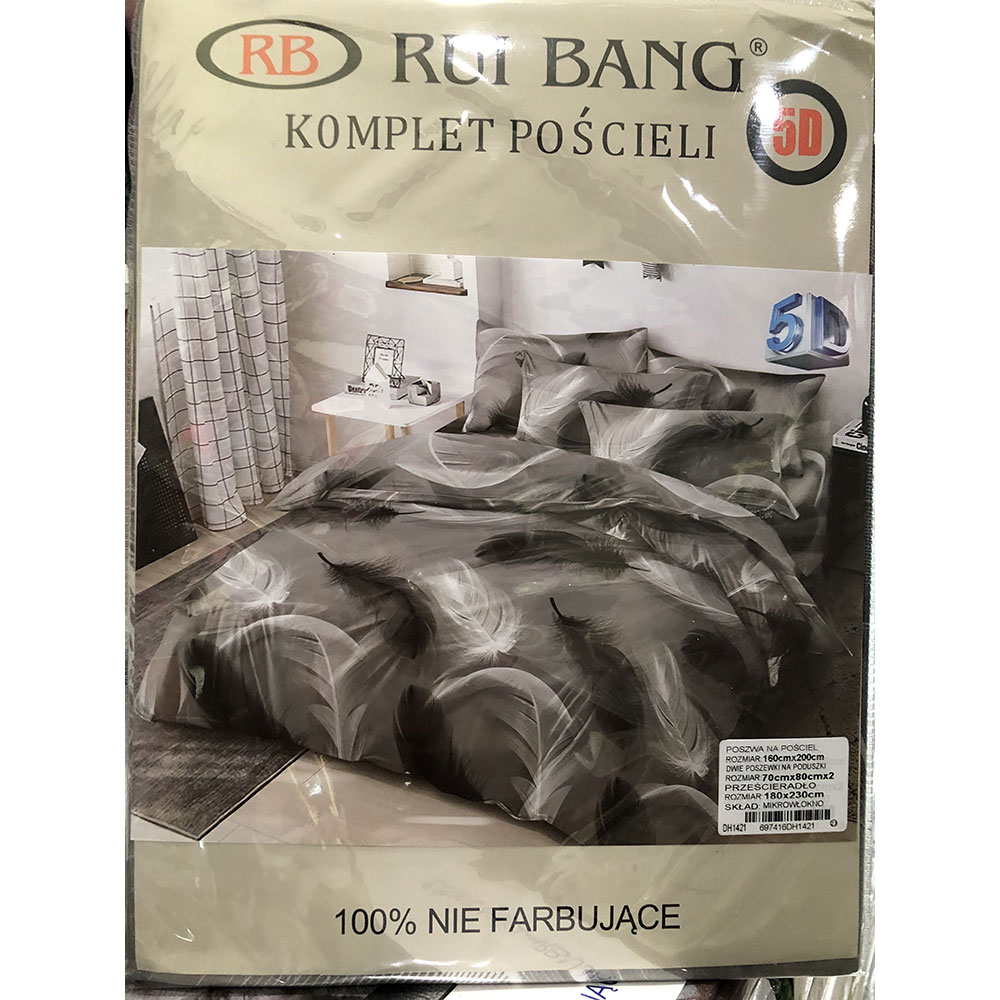 RB RUI BANG®
KOMPLET POŚCIELI
5D
5D
POSZWA NA POŚCIEL
ROZMIAR:160cmx200cm
DWIE POSZEWKI NA PODUSZKI
ROZMIAR:70cmx80cmx2
PRZEŚCIERADŁO
ROZMIAR:180x230cm
SKŁAD: MIKROWŁOKNO
DH1421 697416DH1421
100% NIE FARBUJĄCE